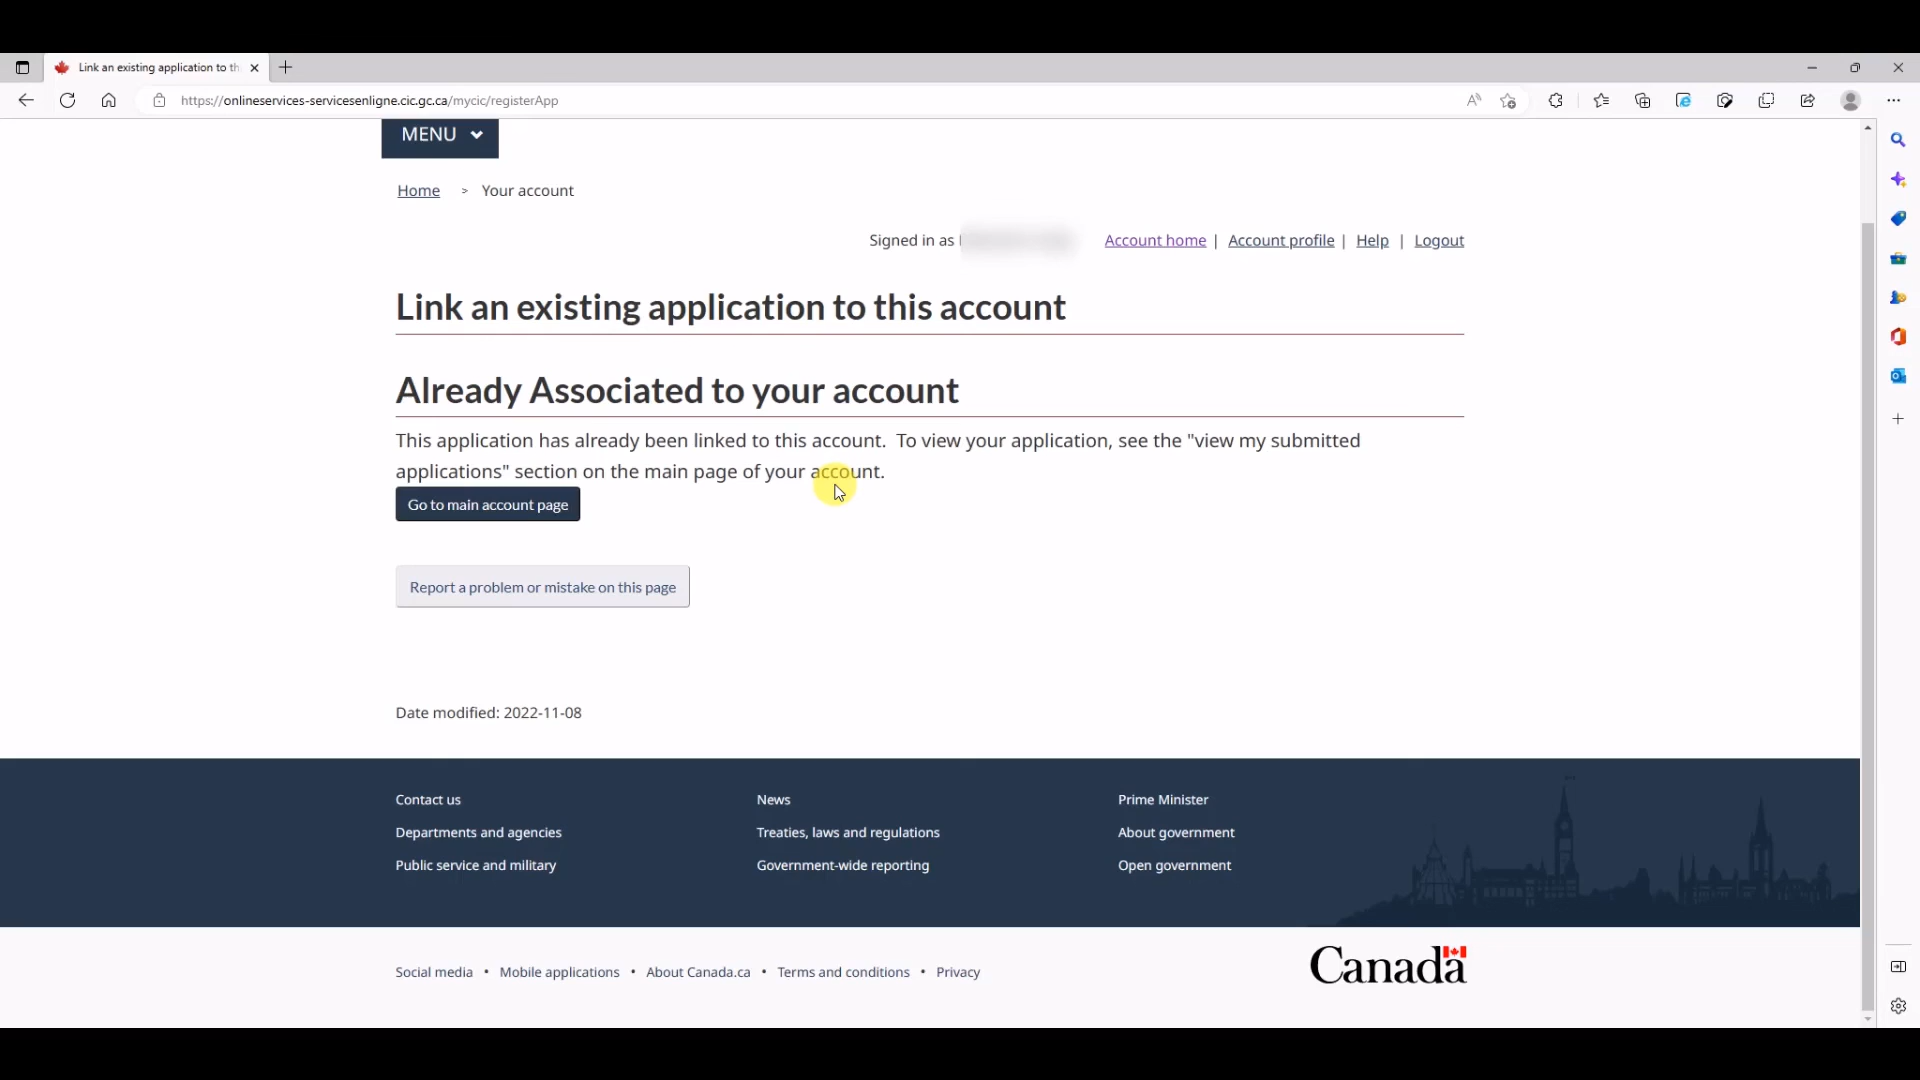 Link an existing application to th
https://onlineservices-servicesenligne.cic.gc.ca/mycic/registerApp
MENU
Home > Your account
Signed in as
Account home | Account profile | Help | Logout
Link an existing application to this account
Already Associated to your account
This application has already been linked to this account. To view your application, see the "view my submitted
applications" section on the main page of your account.
Go to main account page
Report a problem or mistake on this page
Date modified: 2022-11-08
Contact us
News
Prime Minister
Departments and agencies
Treaties, laws and regulations
About government
Public service and military
Government-wide reporting
Open government
Social media • Mobile applications • About Canada.ca • Terms and conditions • Privacy
Canada